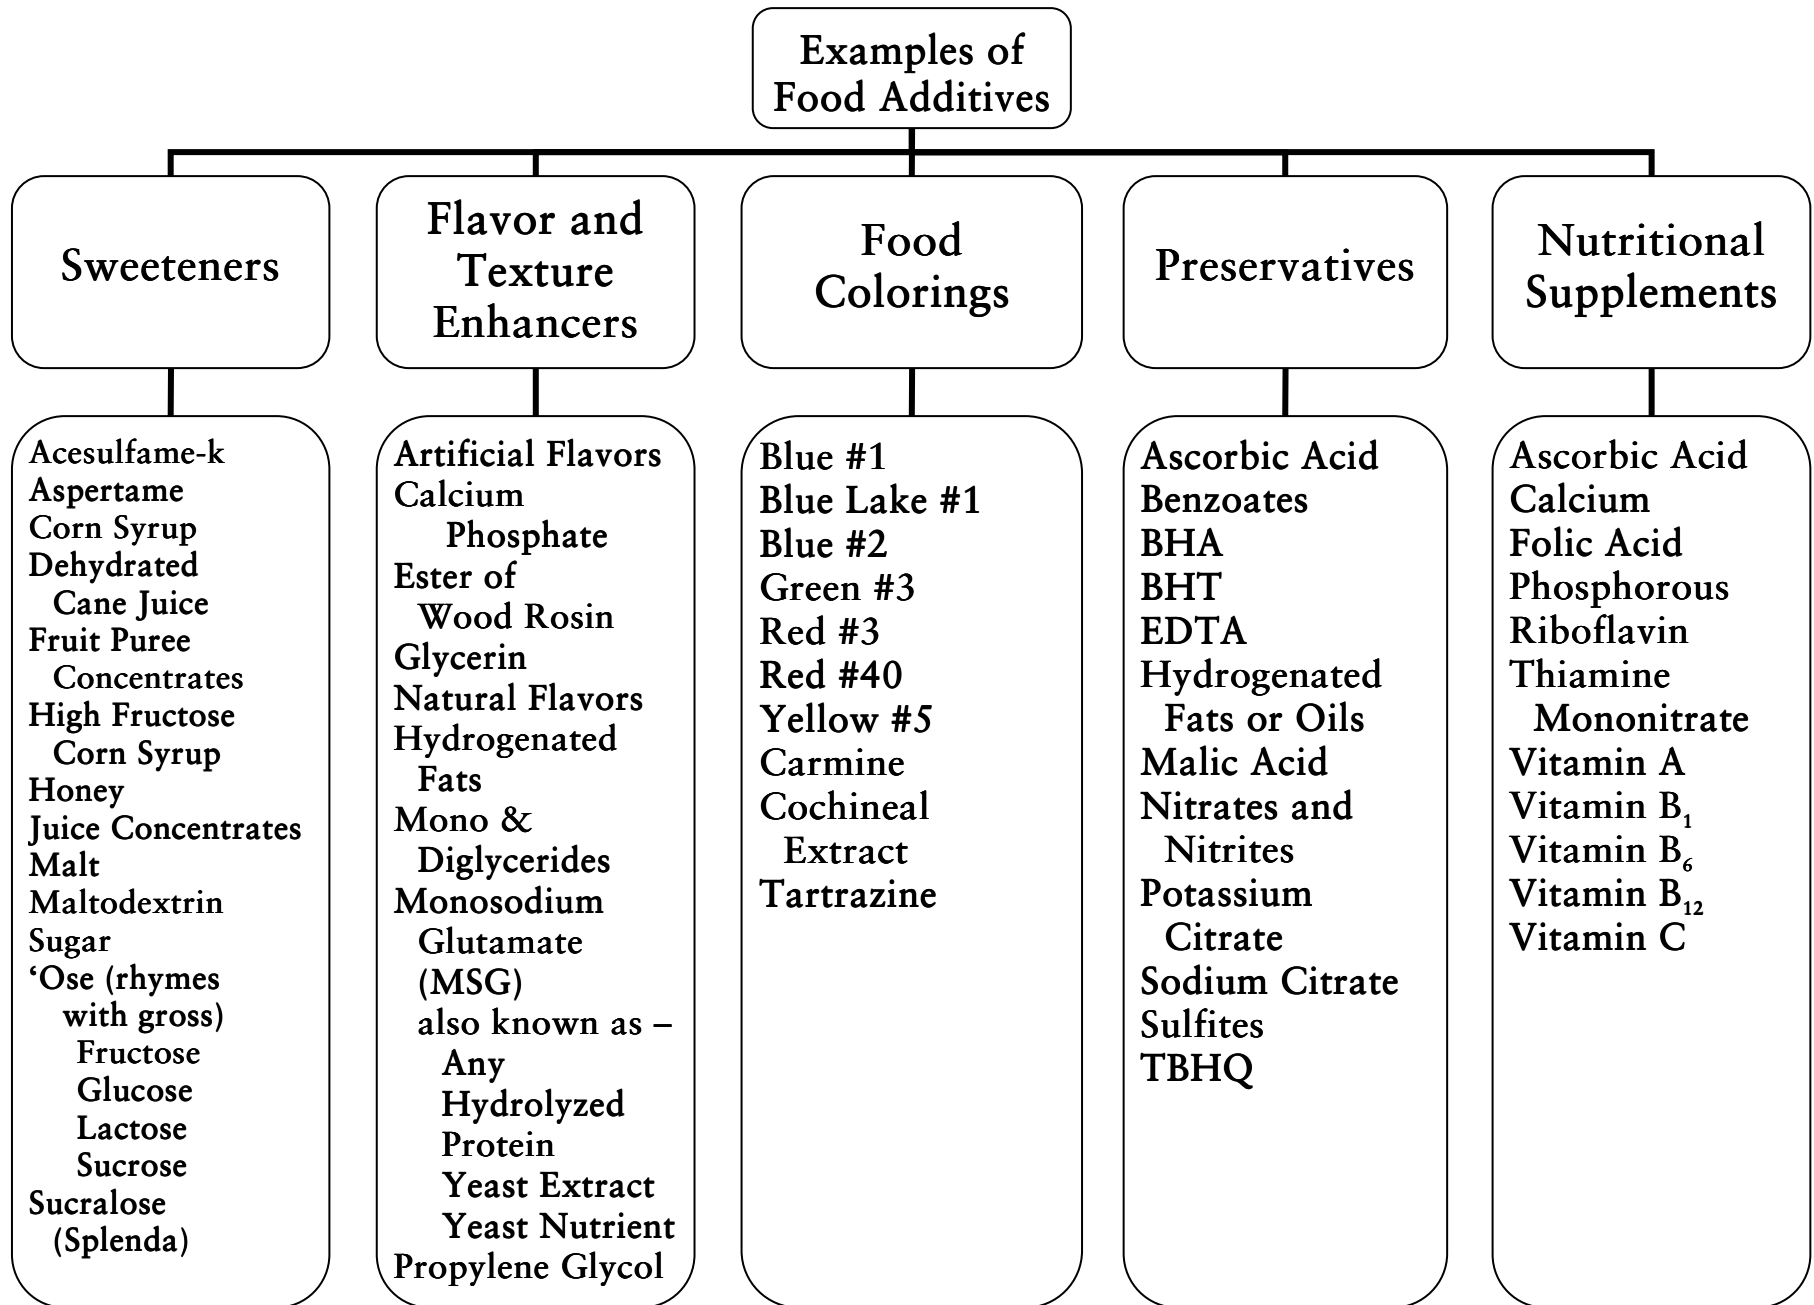 Examples of
Food Additives
Sweeteners
Flavor and
Texture
Enhancers
Food
Colorings
Preservatives
Nutritional
Supplements
Acesulfame-k
Aspertame
Corn Syrup
Dehydrated
Cane Juice
Fruit Puree
Concentrates
High Fructose
Corn Syrup
Honey
Juice Concentrates
Malt
Maltodextrin
Sugar
‘Ose (rhymes
with gross)
Fructose
Glucose
Lactose
Sucrose
Sucralose
(Splenda)
Artificial Flavors
Calcium
Phosphate
Ester of
Wood Rosin
Glycerin
Natural Flavors
Hydrogenated
Fats
Mono &
Diglycerides
Monosodium
Glutamate
(MSG)
also known as –
Any
Hydrolyzed
Protein
Yeast Extract
Yeast Nutrient
Propylene Glycol
Blue #1
Blue Lake #1
Blue #2
Green #3
Red #3
Red #40
Yellow #5
Carmine
Cochineal
Extract
Tartrazine
Ascorbic Acid
Benzoates
BHA
BHT
EDTA
Hydrogenated
Fats or Oils
Malic Acid
Nitrates and
Nitrites
Potassium
Citrate
Sodium Citrate
Sulfites
TBHQ
Ascorbic Acid
Calcium
Folic Acid
Phosphorous
Riboflavin
Thiamine
Mononitrate
Vitamin A
Vitamin B₁
Vitamin B₆
Vitamin B₁₂
Vitamin C